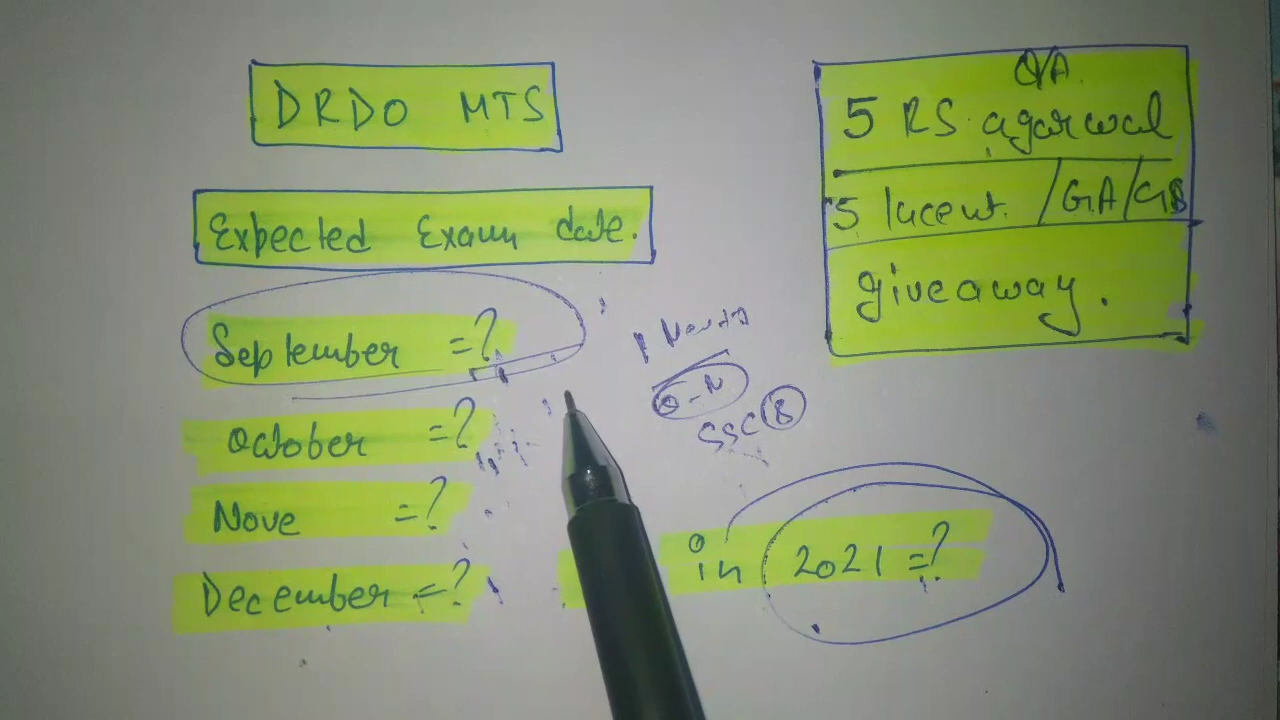 DRDO MTS
Expected Exam date.
September =?
October =?
Nove =?
December =?
in 2021 =?
O-N
SSC 8
Q/A.
5 RS. agarwal
5 lucent. /GA/GS
giveaway.